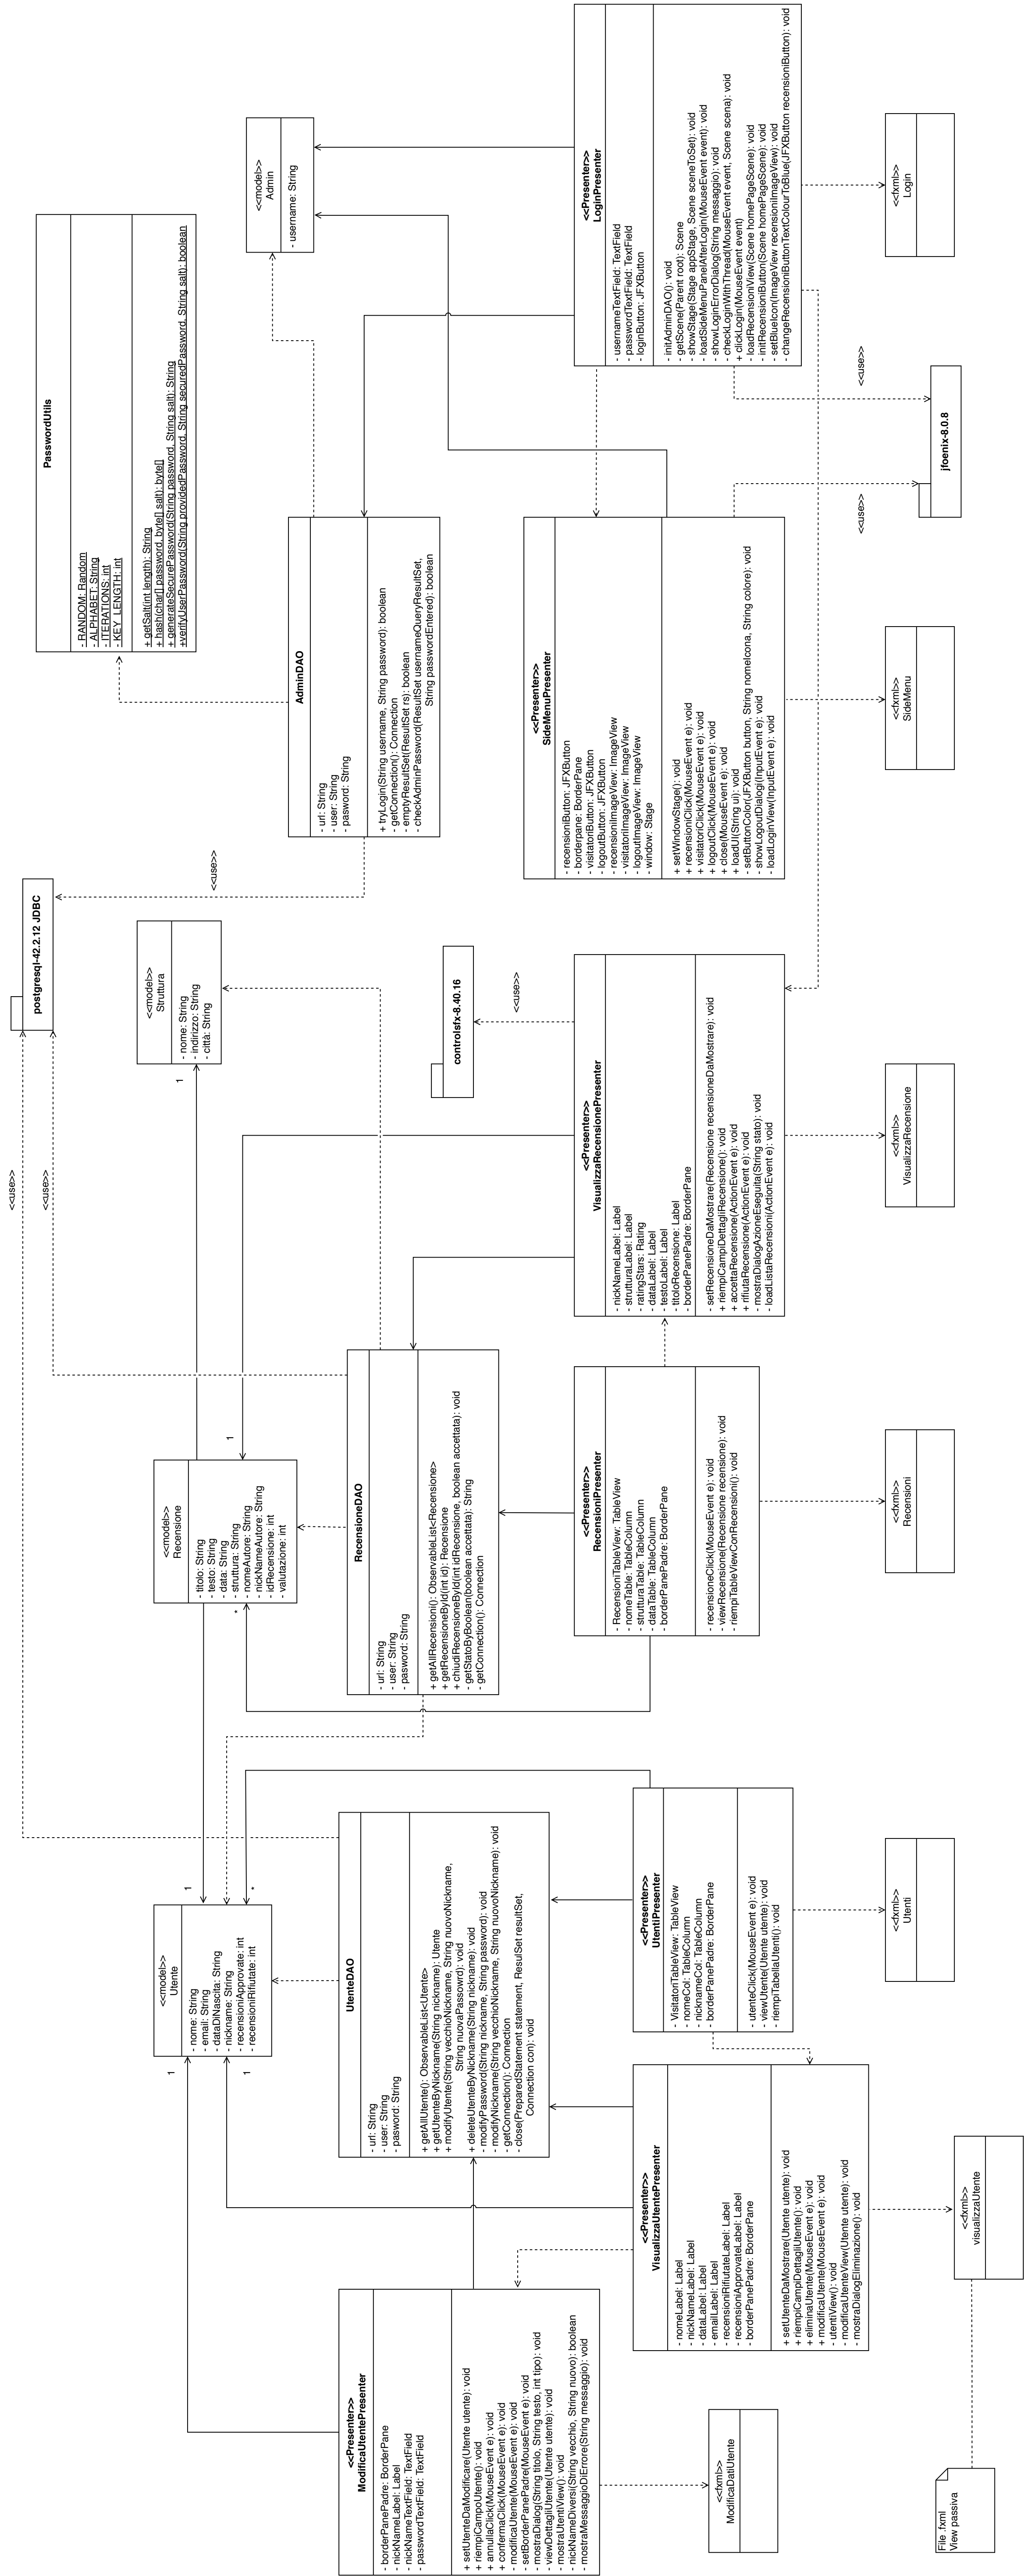 <<use>>
<<use>>
postgresql-42.2.12 JDBC
<<use>>
PasswordUtils
- RANDOM: Random
- ALPHABET: String
- ITERATIONS: int
- KEY_LENGTH: int
+ getSalt(int length): String
+ hash(char[] password, byte[] salt): byte[]
+ generateSecurePassword(String password, String salt): String
+verifyUserPassword(String providedPassword, String securedPassword, String salt): boolean
<<model>>
Utente
- nome: String
- email: String
- dataDiNascita: String
- nickname: String
- recensioniApprovate: int
- recensioniRifiutate: int
1
1
1
*
<<model>>
Recensione
- titolo: String
- testo: String
- data: String
- struttura: String
- nomeAutore: String
- nickNameAutore: String
- idRecensione: int
- valutazione: int
*
1
<<model>>
Struttura
- nome: String
- indirizzo: String
- città: String
1
<<model>>
Admin
- username: String
<<Presenter>>
ModificaUtentePresenter
- borderPanePadre: BorderPane
- nickNameLabel: Label
- nickNameTextField: TextField
- passwordTextField: TextField
+ setUtenteDaModificare(Utente utente): void
+ riempiCampoUtente(): void
+ annullaClick(MouseEvent e): void
+ confermaClick(MouseEvent e): void
- modificaUtente(MouseEvent e): void
- setBorderPanePadre(MouseEvent e): void
- mostraDialog(String titolo, String testo, int tipo): void
- viewDettagliUtente(Utente utente): void
- mostraUtentiView(): void
- nickNameDiversi(String vecchio, String nuovo): boolean
- mostraMessaggioDiErrore(String messaggio): void
UtenteDAO
- url: String
- user: String
- pasword: String
+ getAllUtente(): ObservableList<Utente>
+ getUtenteByNickname(String nickname): Utente
+ modifyUtente(String vecchioNickname, String nuovoNickname,
String nuovaPassowrd): void
+ deleteUtenteByNickname(String nickname): void
- modifyPassword(String nickname, String password): void
- modifyNickname(String vecchioNickname, String nuovoNickname): void
- getConnection(): Connection
- close(PreparedStatement statement, ResulSet resultSet,
Connection con): void
RecensioneDAO
- url: String
- user: String
- pasword: String
+ getAllRecensioni(): ObservableList<Recensione>
+ getRecensioneById(int id): Recensione
+ chiudiRecensioneById(int idRecensione, boolean accettata): void
- getStatoByBoolean(boolean accettata): String
- getConnection(): Connection
AdminDAO
- url: String
- user: String
- pasword: String
+ tryLogin(String username, String password): boolean
- getConnection(): Connection
- emptyResultSet(ResultSet rs): boolean
- checkAdminPassword(ResultSet usernameQueryResultSet,
String passwordEntered): boolean
<<Presenter>>
VisualizzaUtentePresenter
- nomeLabel: Label
- nickNameLabel: Label
- dataLabel: Label
- emailLabel: Label
- recensioniRifiutateLabel: Label
- recensioniApprovateLabel: Label
- borderPanePadre: BorderPane
+ setUtenteDaMostrare(Utente utente): void
+ riempiCampiDettagliUtente(): void
+ eliminaUtente(MouseEvent e): void
+ modificaUtente(MouseEvent e): void
- utentiView(): void
- modificaUtenteView(Utente utente): void
- mostraDialogEliminazione(): void
<<Presenter>>
UtentiPresenter
- VisitatoriTableView: TableView
- nomeCol: TableColumn
- nicknameCol: TableColumn
- borderPanePadre: BorderPane
- utenteClick(MouseEvent e): void
- viewUtente(Utente utente): void
- riempiTabellaUtenti(): void
<<Presenter>>
RecensioniPresenter
- RecensioniTableView: TableView
- nomeTable: TableColumn
- strutturaTable: TableColumn
- dataTable: TableColumn
- borderPanePadre: BorderPane
- recensioneClick(MouseEvent e): void
- viewRecensione(Recensione recensione): void
- riempiTableViewConRecensioni(): void
controlsfx-8.40.16
<<use>>
<<Presenter>>
VisualizzaRecensionePresenter
- nickNameLabel: Label
- strutturaLabel: Label
- ratingStars: Rating
- dataLabel: Label
- testoLabel: Label
- titoloRecensione: Label
- borderPanePadre: BorderPane
- setRecensioneDaMostrare(Recensione recensioneDaMostrare): void
+ riempiCampiDettagliRecensione(): void
+ accettaRecensione(ActionEvent e): void
+ rifiutaRecensione(ActionEvent e): void
- mostraDialogAzioneEseguita(String stato): void
- loadListaRecensioni(ActionEvent e): void
<<Presenter>>
SideMenuPresenter
- recensioniButton: JFXButton
- borderpane: BorderPane
- visitatoriButton: JFXButton
- logoutButton: JFXButton
- recensioniImageView: ImageView
- visitatoriImageView: ImageView
- logoutImageView: ImageView
- window: Stage
+ setWindowStage(): void
+ recensioniClick(MouseEvent e): void
+ visitatoriClick(MouseEvent e): void
+ logoutClick(MouseEvent e): void
+ close(MouseEvent e): void
+ loadUI(String ui): void
- setButtonColor(JFXButton button, String nomeIcona, String colore): void
- showLogoutDialog(InputEvent e): void
- loadLoginView(InputEvent e): void
<<Presenter>>
LoginPresenter
- usernameTextField: TextField
- passwordTextField: TextField
- loginButton: JFXButton
- initAdminDAO(): void
- getScene(Parent root): Scene
- showStage(Stage appStage, Scene sceneToSet): void
- loadSideMenuPanelAfterLogin(MouseEvent event): void
- showLoginErrorDialog(String messaggio): void
- checkLoginWithThread(MouseEvent event, Scene scena): void
+ clickLogin(MouseEvent event)
- loadRecensioniView(Scene homePageScene): void
- initRecensioniButton(Scene homePageScene): void
- setBlueIcon(ImageView recensioniImageView): void
- changeRecensioniButtonTextColourToBlue(JFXButton recensioniButton): void
<<use>>
<<use>>
jfoenix-8.0.8
<<fxml>>
ModificaDatiUtente
<<fxml>>
visualizzaUtente
<<fxml>>
Utenti
<<fxml>>
Recensioni
<<fxml>>
VisualizzaRecensione
<<fxml>>
SideMenu
<<fxml>>
Login
File .fxml
View passiva